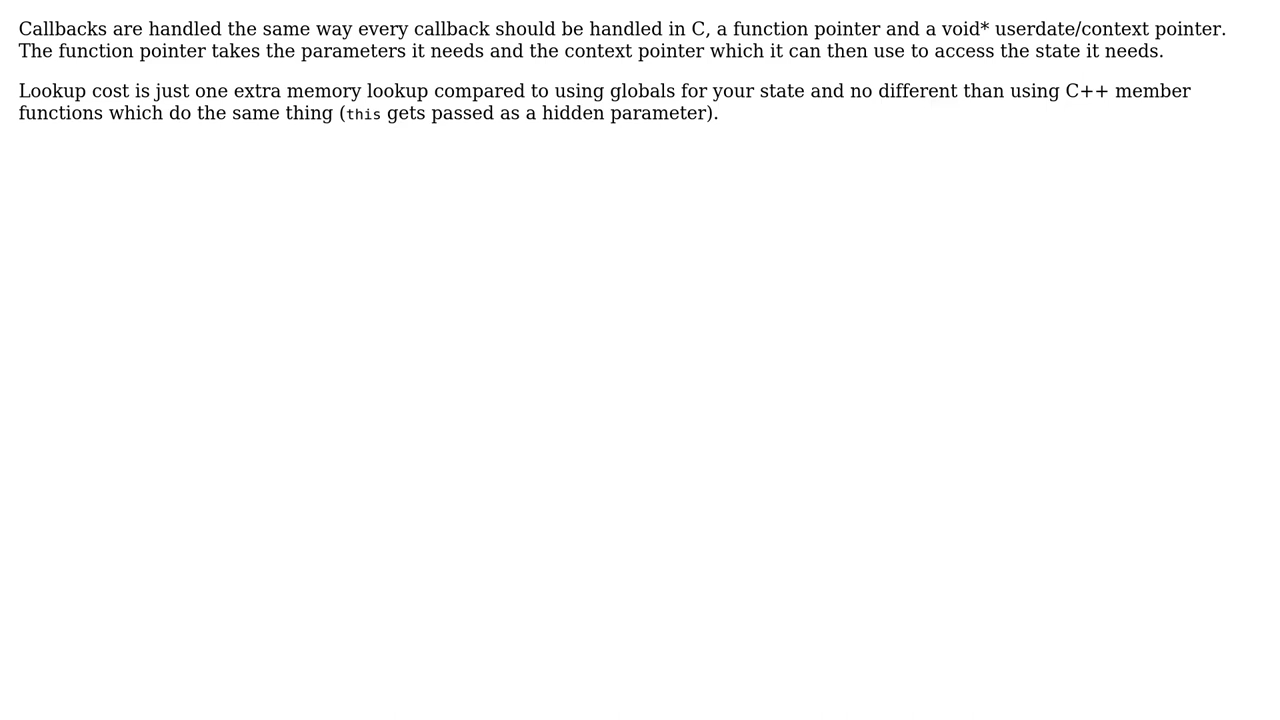 Callbacks are handled the same way every callback should be handled in C, a function pointer and a void* userdate/context pointer.
The function pointer takes the parameters it needs and the context pointer which it can then use to access the state it needs.
Lookup cost is just one extra memory lookup compared to using globals for your state and no different than using C++ member
functions which do the same thing (this gets passed as a hidden parameter).